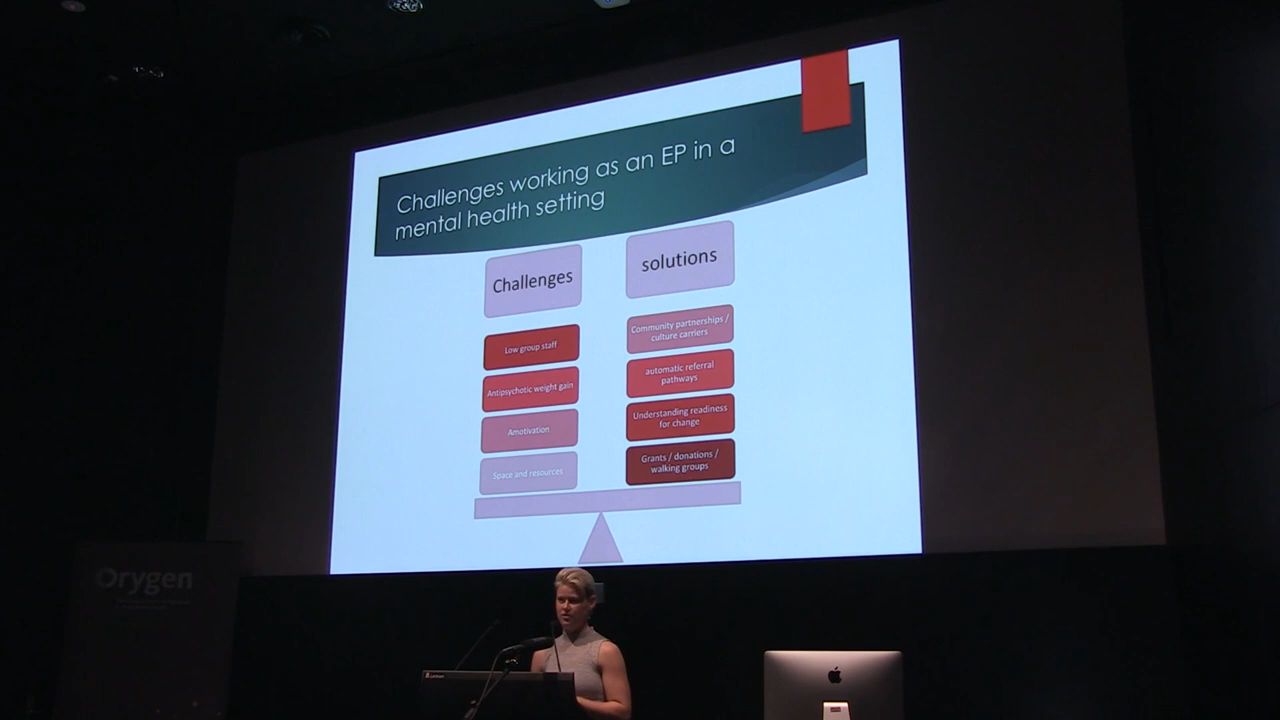 Challenges working as an EP in a
mental health setting
Challenges
solutions
Low group staff
Antipsychotic weight gain
Amotivation
Space and resources
Community partnerships /
culture carriers
automatic referral
pathways
Understanding readiness
for change
Grants / donations /
walking groups
Orygen